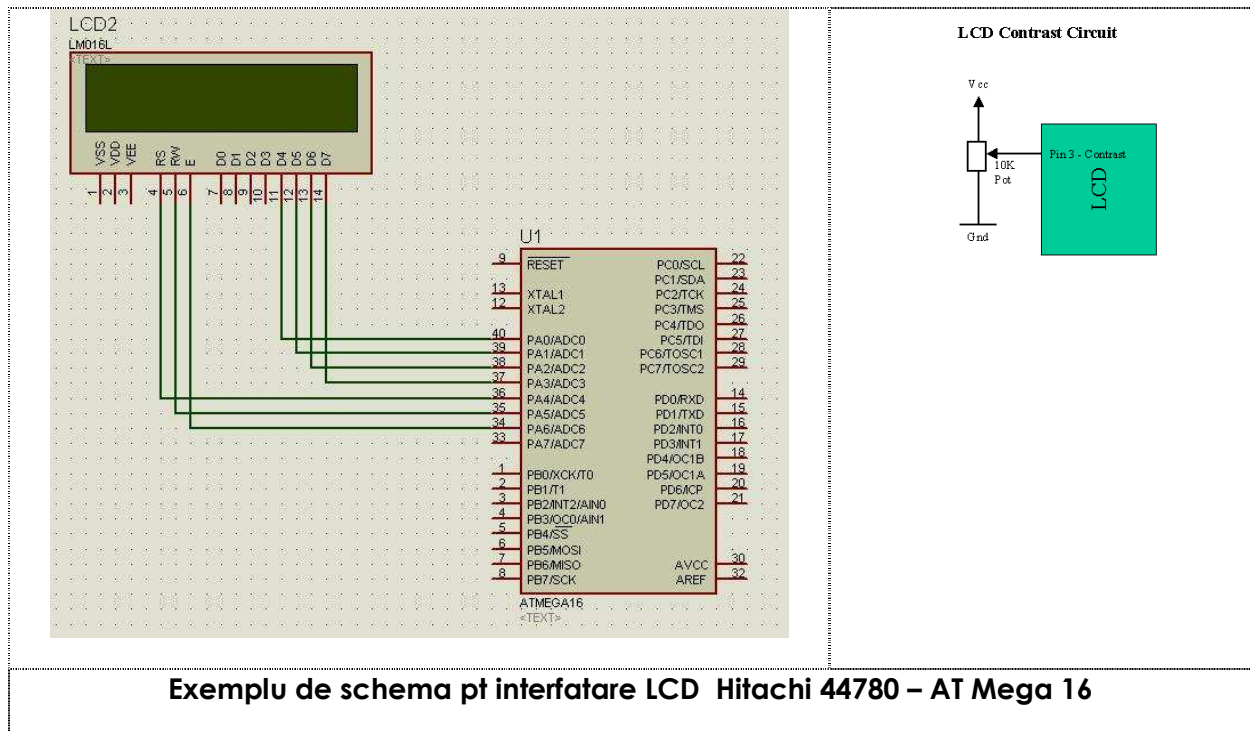 LCD2
LM016L
<TEXT>
VSS VDD VEE RS RW E D0 D1 D2 D3 D4 D5 D6 D7
1 2 3 4 5 6 7 8 9 10 11 12 13 14
U1
9 RESET PC0/SCL 22
PC1/SDA 23
13 XTAL1 PC2/TCK 24
12 XTAL2 PC3/TMS 25
PC4/TDO 26
40 PA0/ADC0 PC5/TDI 27
39 PA1/ADC1 PC6/TOSC1 28
38 PA2/ADC2 PC7/TOSC2 29
37 PA3/ADC3
36 PA4/ADC4 PD0/RXD 14
35 PA5/ADC5 PD1/TXD 15
34 PA6/ADC6 PD2/INT0 16
33 PA7/ADC7 PD3/INT1 17
PD4/OC1B 18
1 PB0/XCK/T0 PD5/OC1A 19
2 PB1/T1 PD6/ICP 20
3 PB2/INT2/AIN0 PD7/OC2 21
4 PB3/OC0/AIN1
5 PB4/SS
6 PB5/MOSI
7 PB6/MISO AVCC 30
8 PB7/SCK AREF 32
ATMEGA16
<TEXT>
LCD Contrast Circuit
Vcc
10K
Pot
Gnd
Pin 3 - Contrast
LCD
Exemplu de schema pt interfatare LCD Hitachi 44780 – AT Mega 16